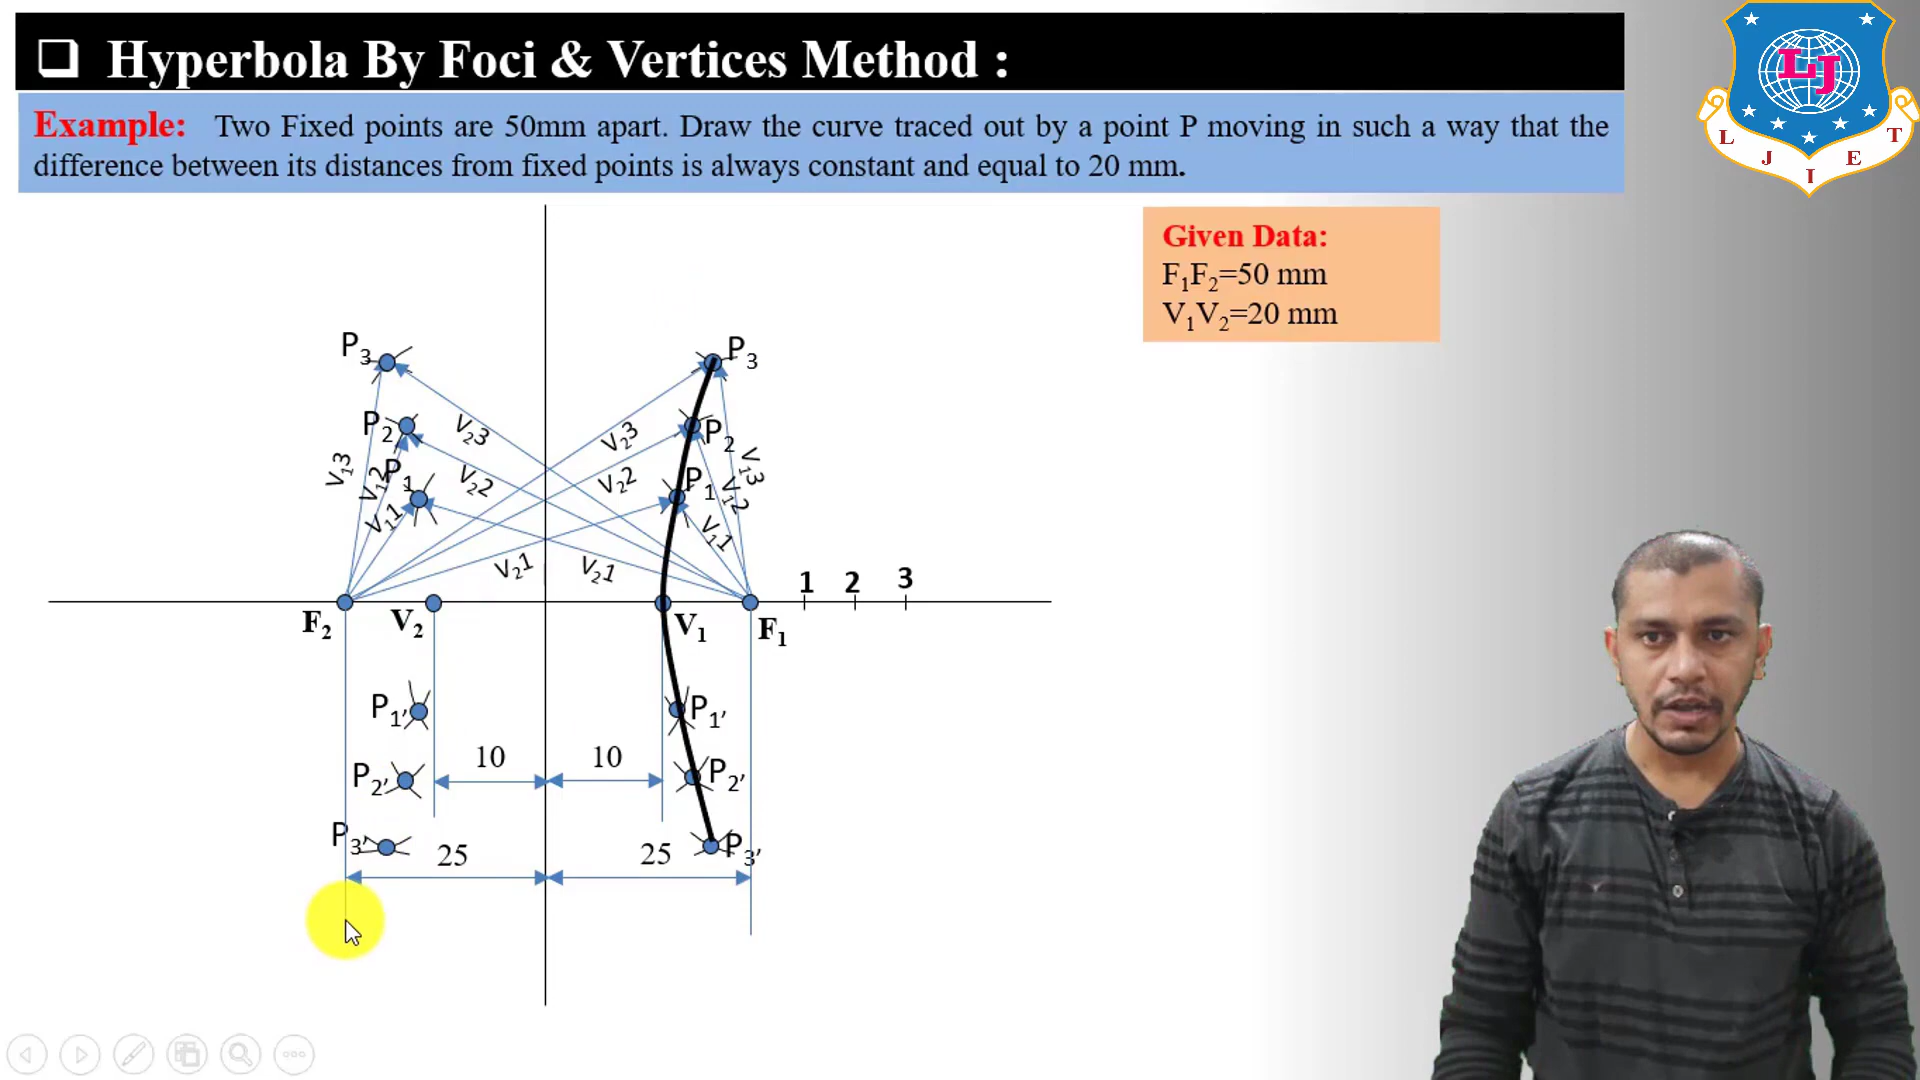 Hyperbola By Foci & Vertices Method :
Example: Two Fixed points are 50mm apart. Draw the curve traced out by a point P moving in such a way that the
difference between its distances from fixed points is always constant and equal to 20 mm.
LJ
L J I E T
Given Data:
F₁F₂=50 mm
V₁V₂=20 mm
P₃ P₃
P₂ V₂3 V₂3 P₂
V₁3 V₁2 P₁ V₂2 V₂2 P₁ V₁2 V₁3
V₁1 V₁1
V₂1 V₂1
1 2 3
F₂ V₂ V₁ F₁
P₁' P₁'
P₂' 10 10 P₂'
P₃' 25 25 P₃'